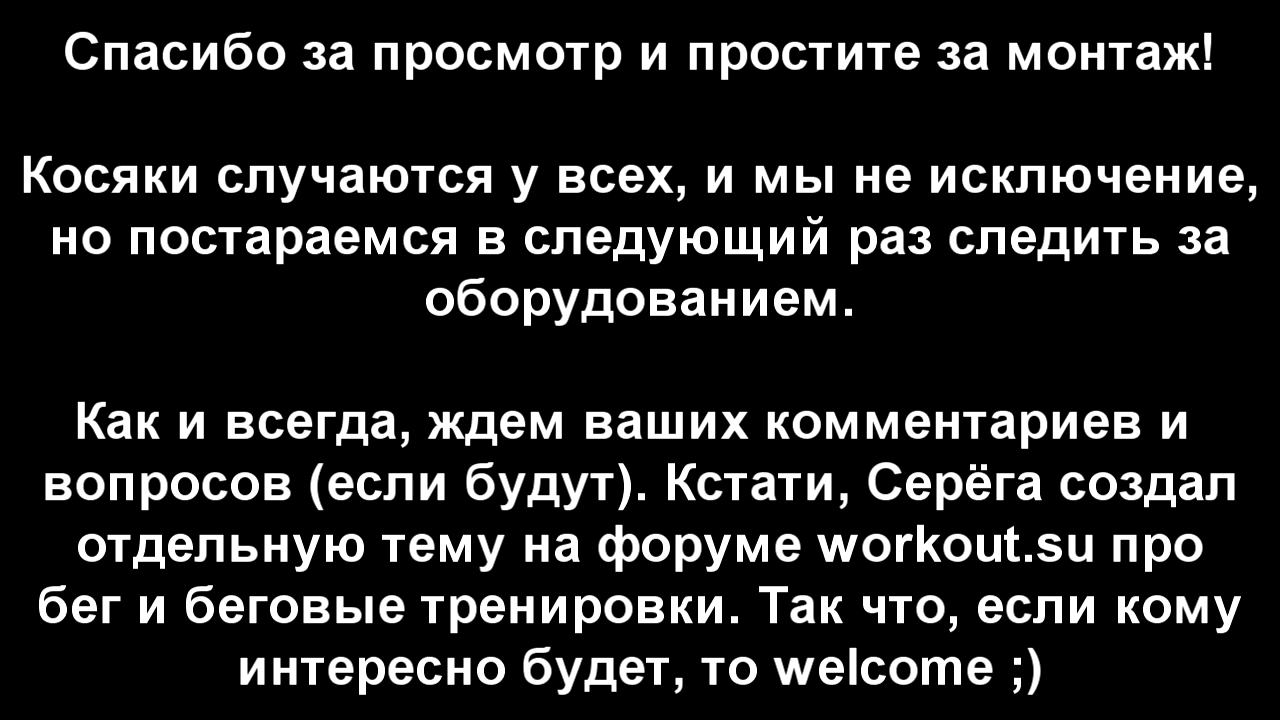 Спасибо за просмотр и простите за монтаж!
Косяки случаются у всех, и мы не исключение,
но постараемся в следующий раз следить за
оборудованием.
Как и всегда, ждем ваших комментариев и
вопросов (если будут). Кстати, Серёга создал
отдельную тему на форуме workout.su про
бег и беговые тренировки. Так что, если кому
интересно будет, то welcome ;)